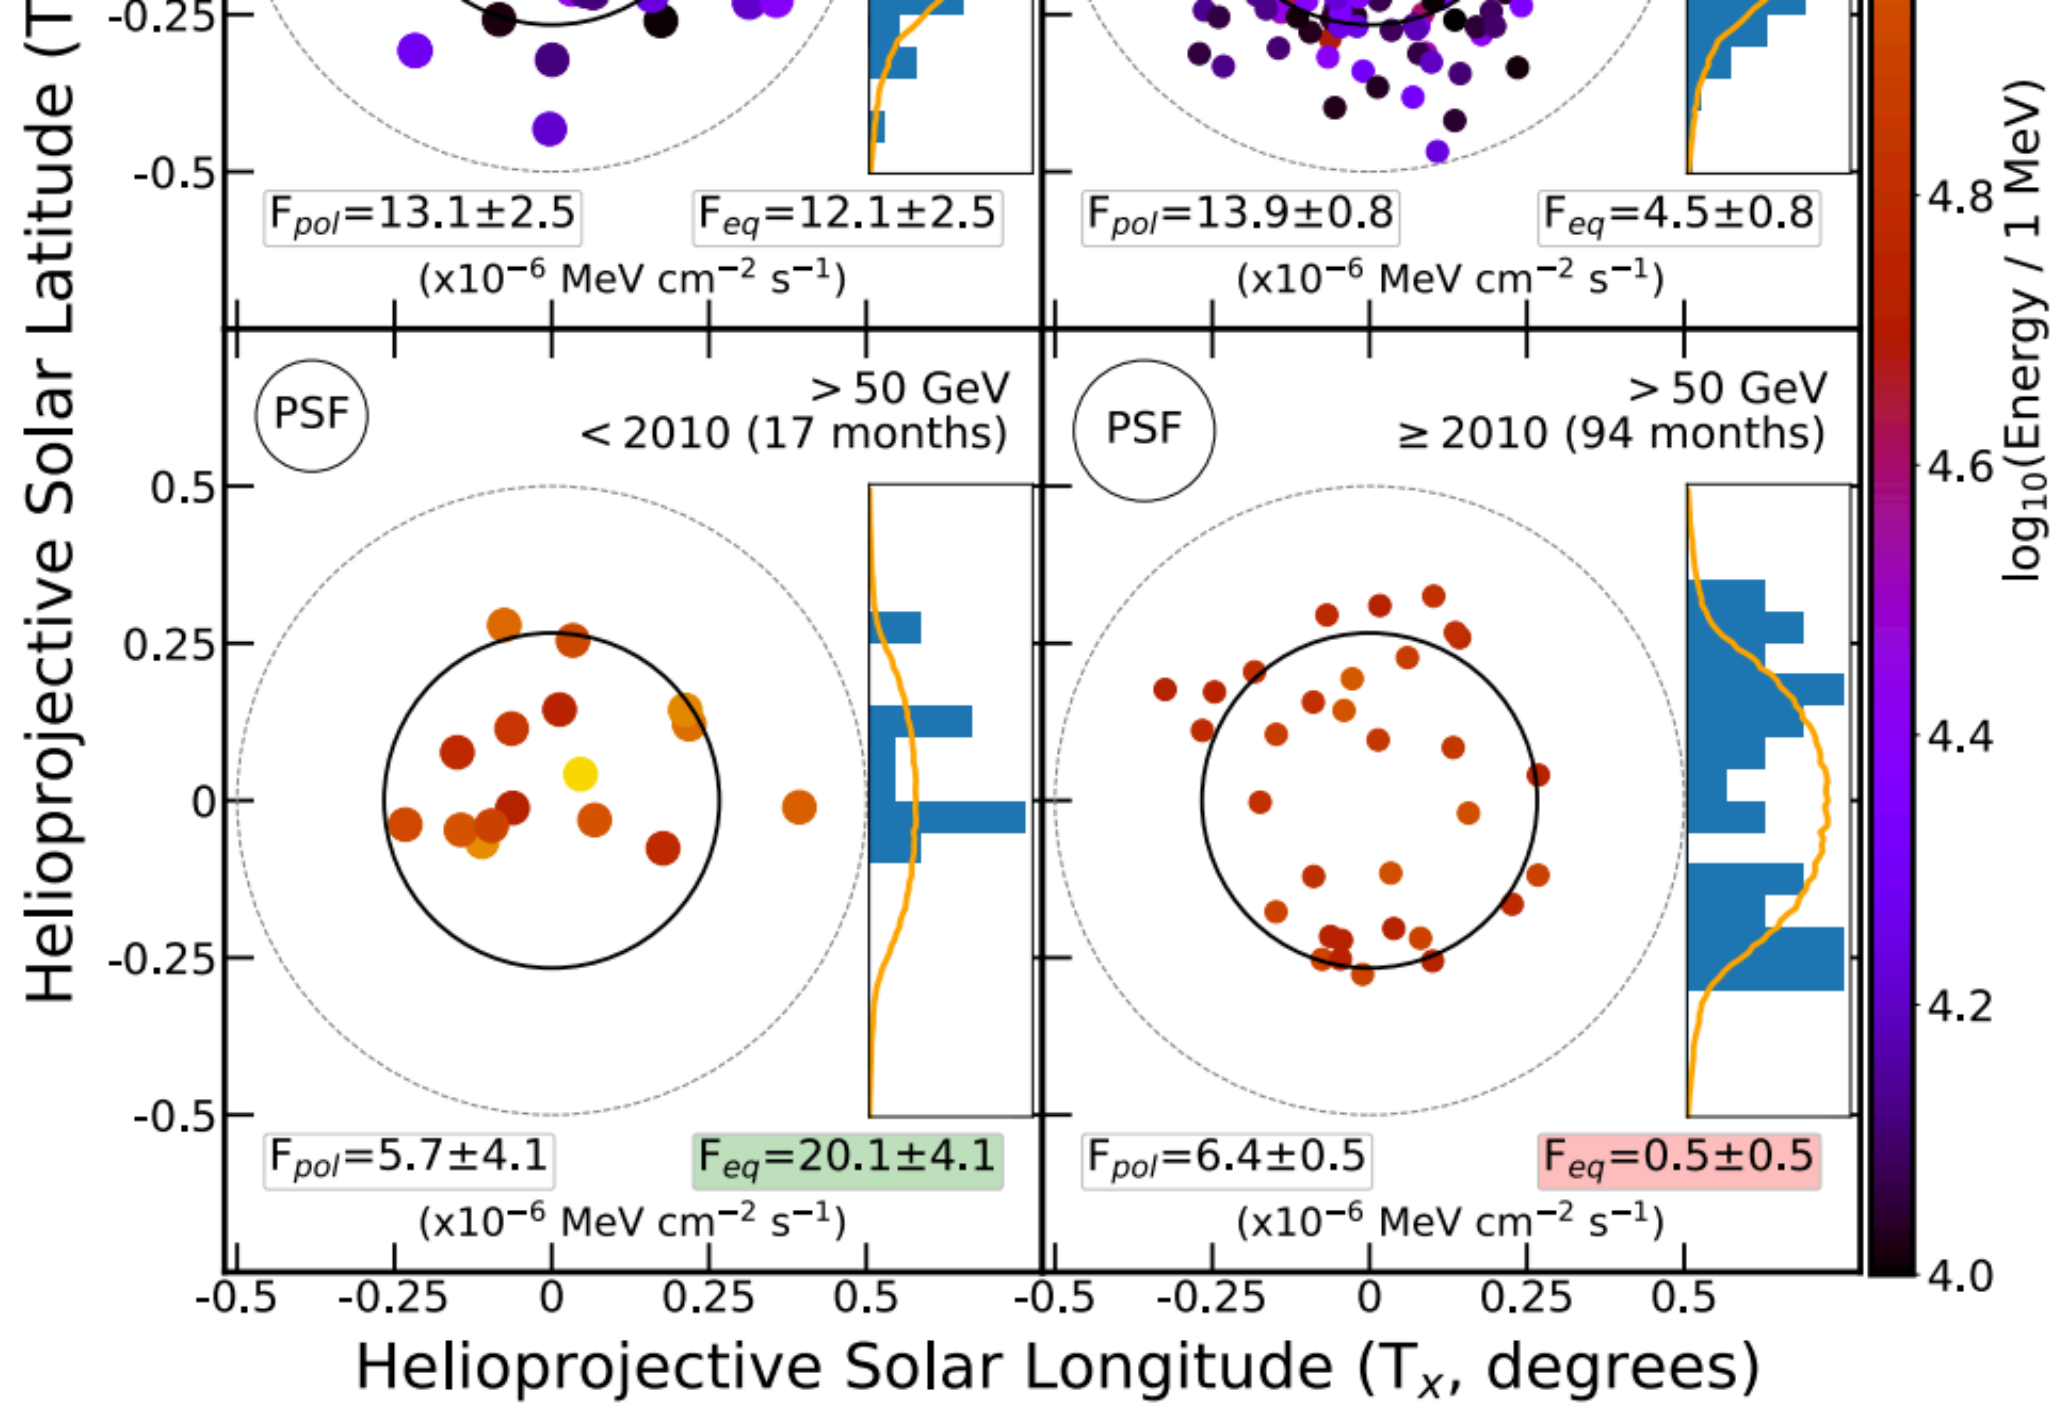 -0.25
-0.5
F_pol=13.1±2.5
F_eq=12.1±2.5
F_pol=13.9±0.8
F_eq=4.5±0.8
(x10⁻⁶ MeV cm⁻² s⁻¹)
(x10⁻⁶ MeV cm⁻² s⁻¹)
PSF
> 50 GeV
< 2010 (17 months)
PSF
> 50 GeV
≥ 2010 (94 months)
0.5
0.25
0
-0.25
-0.5
F_pol=5.7±4.1
F_eq=20.1±4.1
F_pol=6.4±0.5
F_eq=0.5±0.5
(x10⁻⁶ MeV cm⁻² s⁻¹)
(x10⁻⁶ MeV cm⁻² s⁻¹)
-0.5 -0.25 0 0.25 0.5 -0.5 -0.25 0 0.25 0.5
Helioprojective Solar Longitude (Tₓ, degrees)
Helioprojective Solar Latitude (T
4.8
4.6
4.4
4.2
4.0
log₁₀(Energy / 1 MeV)